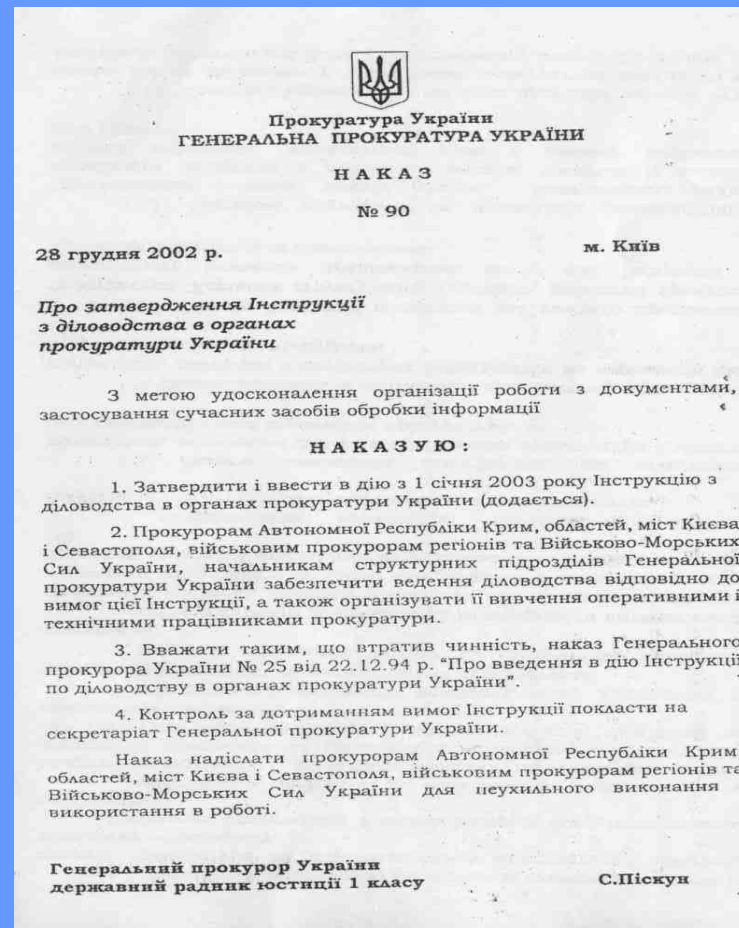 Прокуратура України
ГЕНЕРАЛЬНА ПРОКУРАТУРА УКРАЇНИ
Н А К А З
№ 90
28 грудня 2002 р. м. Київ
Про затвердження Інструкції
з діловодства в органах
прокуратури України
З метою удосконалення організації роботи з документами,
застосування сучасних засобів обробки інформації
Н А К А З У Ю :
1. Затвердити і ввести в дію з 1 січня 2003 року Інструкцію з
діловодства в органах прокуратури України (додається).
2. Прокурорам Автономної Республіки Крим, областей, міст Києва
і Севастополя, військовим прокурорам регіонів та Військово-Морських
Сил України, начальникам структурних підрозділів Генеральної
прокуратури України забезпечити ведення діловодства відповідно до
вимог цієї Інструкції, а також організувати її вивчення оперативними і
технічними працівниками прокуратури.
3. Вважати таким, що втратив чинність, наказ Генерального
прокурора України № 25 від 22.12.94 р. “Про введення в дію Інструкції
по діловодству в органах прокуратури України”.
4. Контроль за дотриманням вимог Інструкції покласти на
секретаріат Генеральної прокуратури України.
Наказ надіслати прокурорам Автономної Республіки Крим
областей, міст Києва і Севастополя, військовим прокурорам регіонів та
Військово-Морських Сил України для неухильного виконання
використання в роботі.
Генеральний прокурор України
державний радник юстиції 1 класу С.Піскун